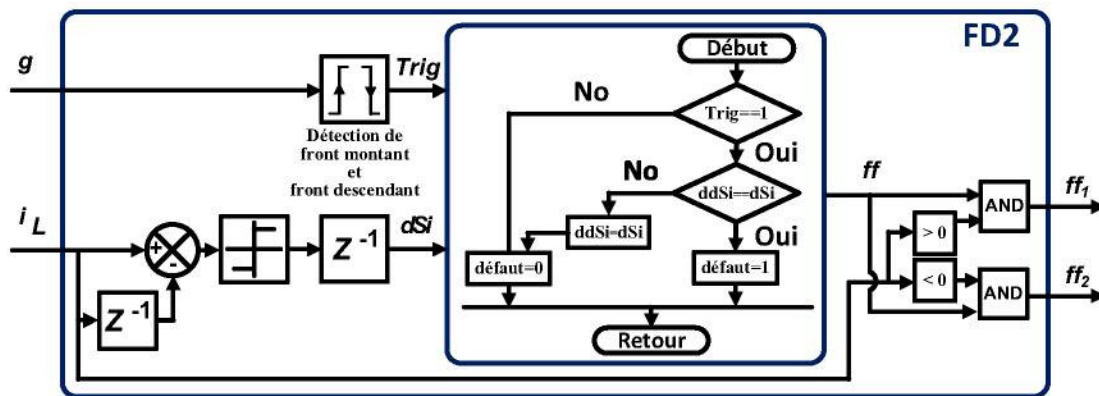 FD2
g
Trig
Détection de
front montant
et
front descendant
Début
No
Trig==1
Oui
No
ddSi==dSi
ddSi=dSi
Oui
défaut=0
défaut=1
Retour
i L
+
-
Z -1
Z -1
dSi
ff
> 0
< 0
AND
AND
ff1
ff2